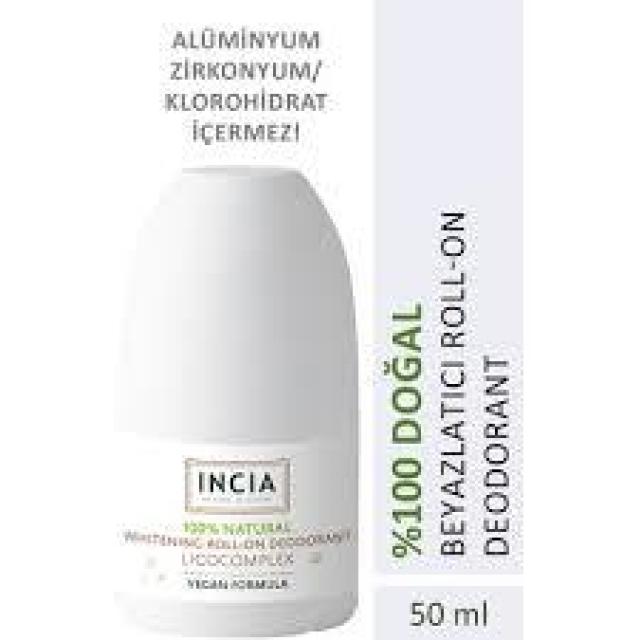 ALÜMİNYUM
ZİRKONYUM/
KLOROHİDRAT
İÇERMEZ!
INCIA
100% NATURAL
WHITENING ROLL-ON DEODORANT
LICOCOMPLEX
VEGAN FORMULA
%100 DOĞAL
BEYAZLATICI ROLL-ON
DEODORANT
50 ml